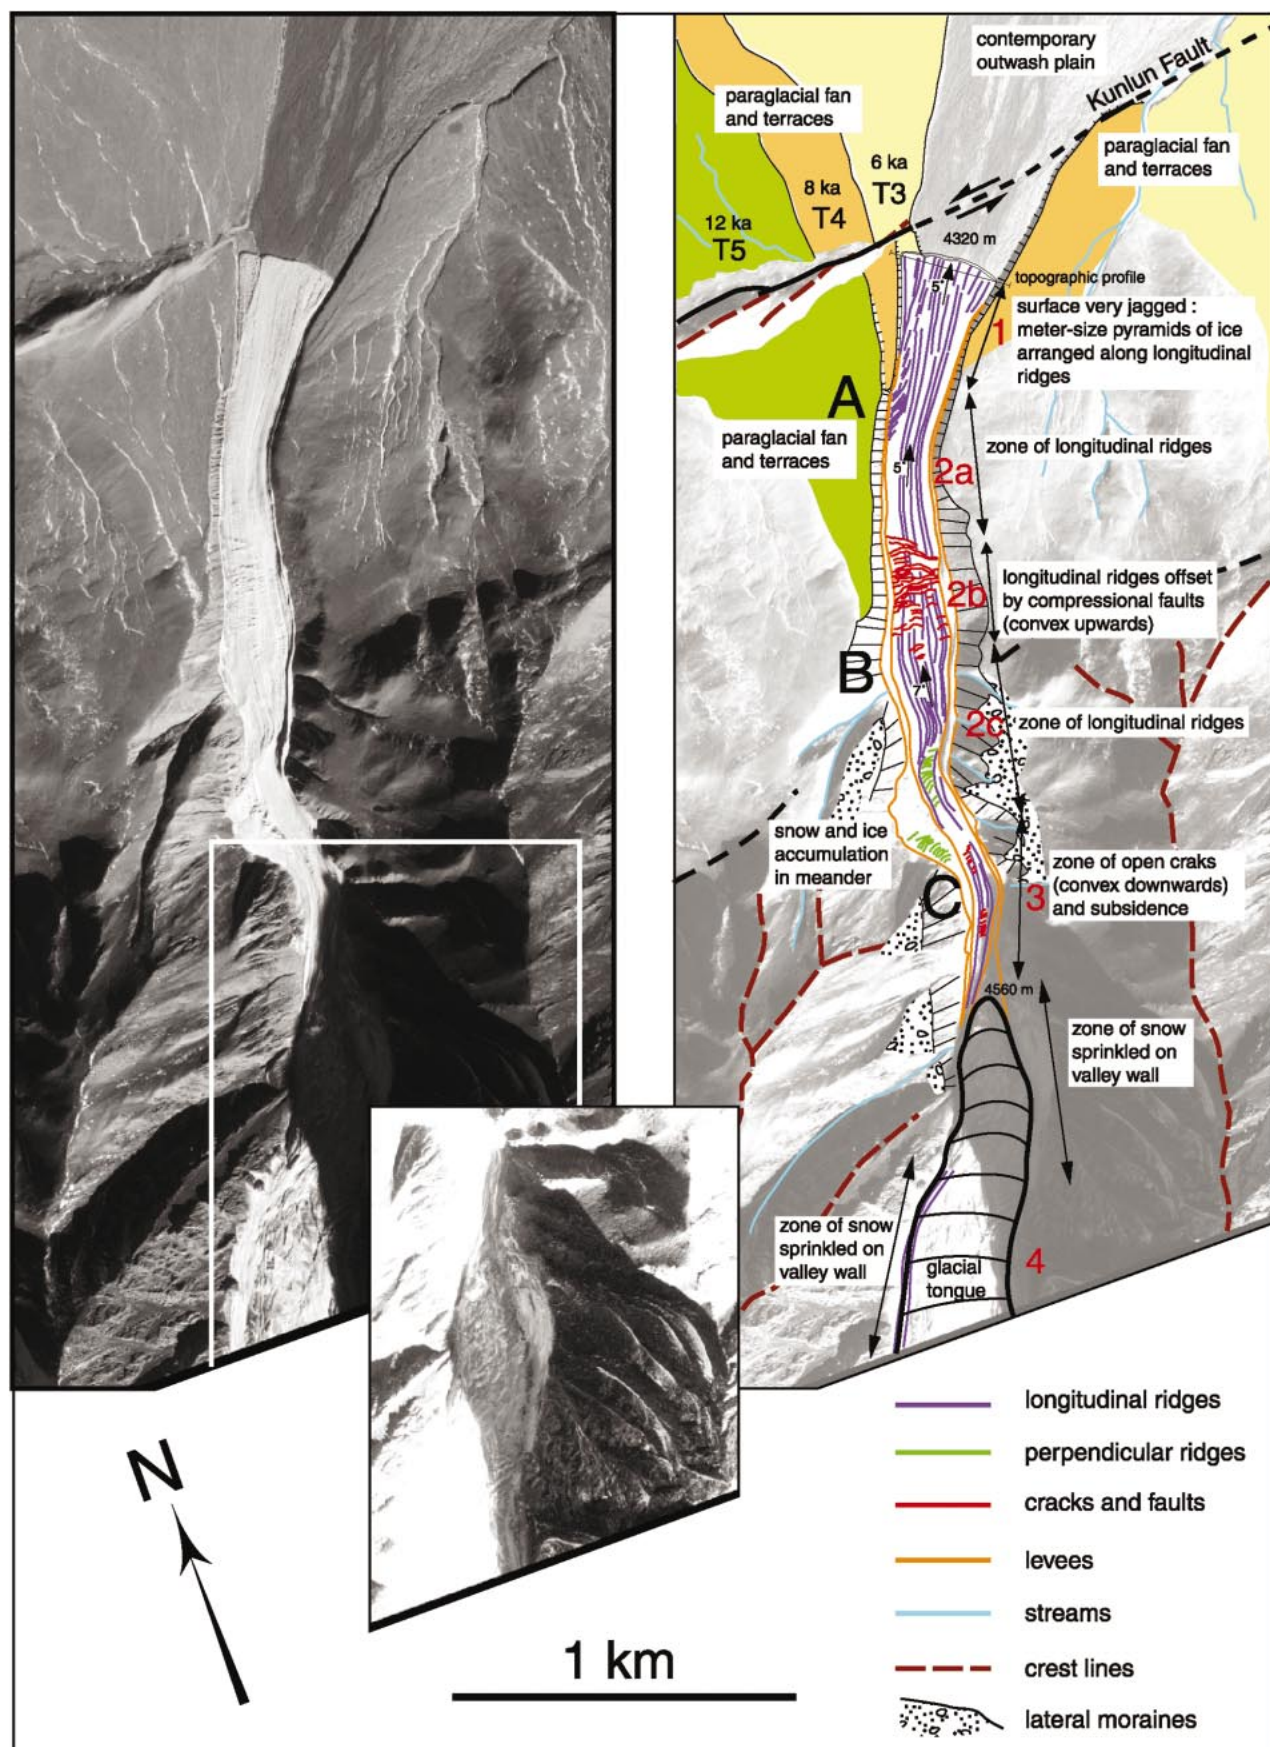 contemporary
outwash plain
Kunlun Fault
paraglacial fan
and terraces
paraglacial fan
and terraces
6 ka
T3
8 ka
T4
12 ka
T5
4320 m
5°
topographic profile
1
surface very jagged :
meter-size pyramids of ice
arranged along longitudinal
ridges
A
paraglacial fan
and terraces
zone of longitudinal ridges
5°
2a
longitudinal ridges offset
by compressional faults
(convex upwards)
2b
B
7°
2c
zone of longitudinal ridges
snow and ice
accumulation
in meander
zone of open craks
(convex downwards)
and subsidence
C
3
4560 m
zone of snow
sprinkled on
valley wall
zone of snow
sprinkled on
valley wall
glacial
tongue
4
N
1 km
longitudinal ridges
perpendicular ridges
cracks and faults
levees
streams
crest lines
lateral moraines